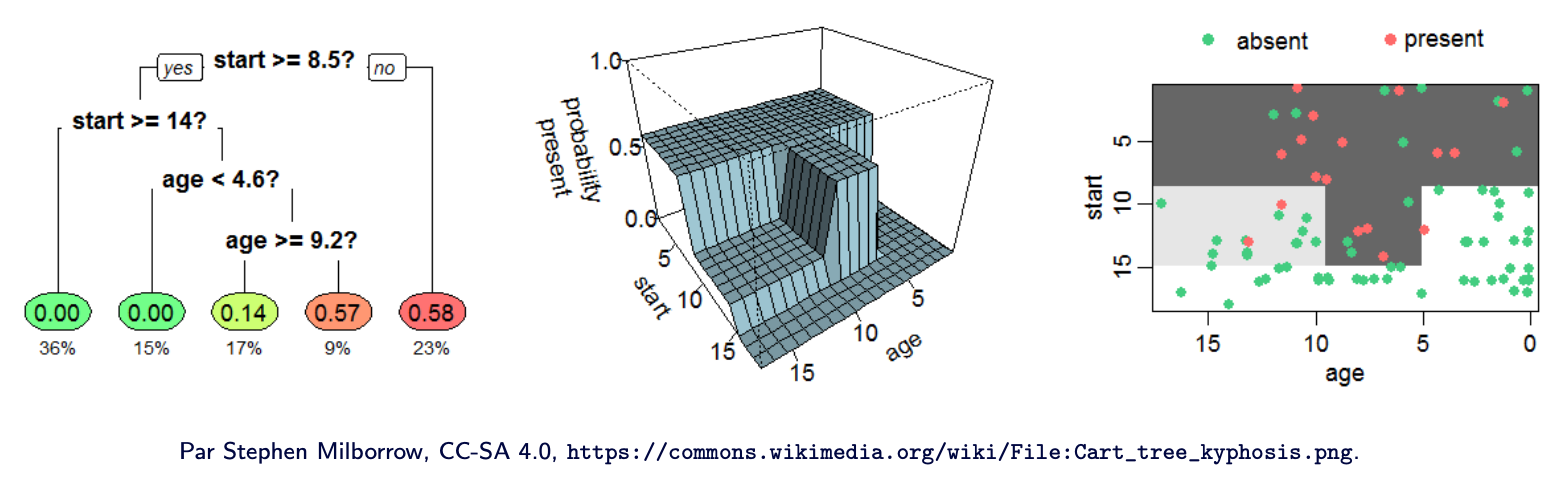 yes start >= 8.5? no
start >= 14?
age < 4.6?
age >= 9.2?
0.00 0.00 0.14 0.57 0.58
36% 15% 17% 9% 23%
1.0
0.5
0.0
probability
present
5
10
15
start
5
10
15
age
absent present
5
10
15
start
15 10 5 0
age
Par Stephen Milborrow, CC-SA 4.0, https://commons.wikimedia.org/wiki/File:Cart_tree_kyphosis.png.